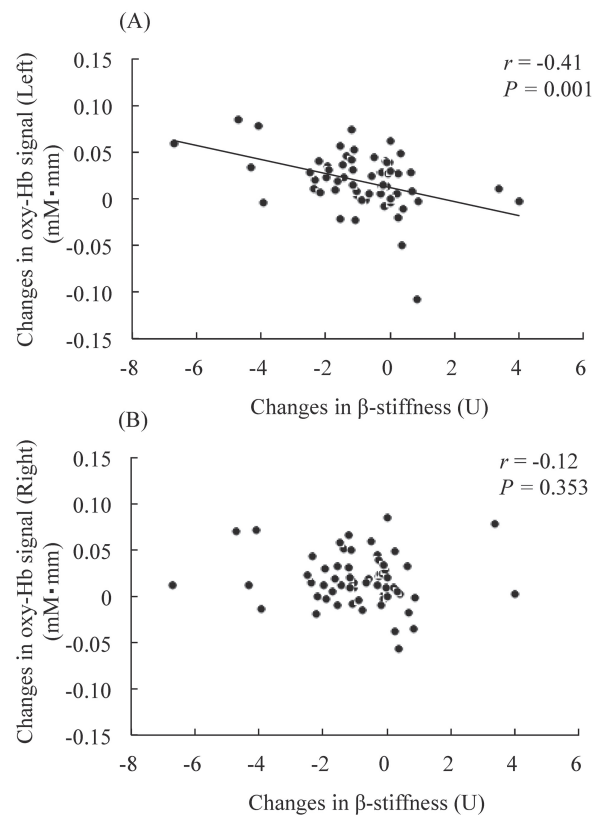 (A)
Changes in oxy-Hb signal (Left)
(mM・mm)
r = -0.41
P = 0.001
0.15
0.10
0.05
0
-0.05
-0.10
-0.15
-8 -6 -4 -2 0 2 4 6
Changes in β-stiffness (U)
(B)
Changes in oxy-Hb signal (Right)
(mM・mm)
r = -0.12
P = 0.353
0.15
0.10
0.05
0
-0.05
-0.10
-0.15
-8 -6 -4 -2 0 2 4 6
Changes in β-stiffness (U)